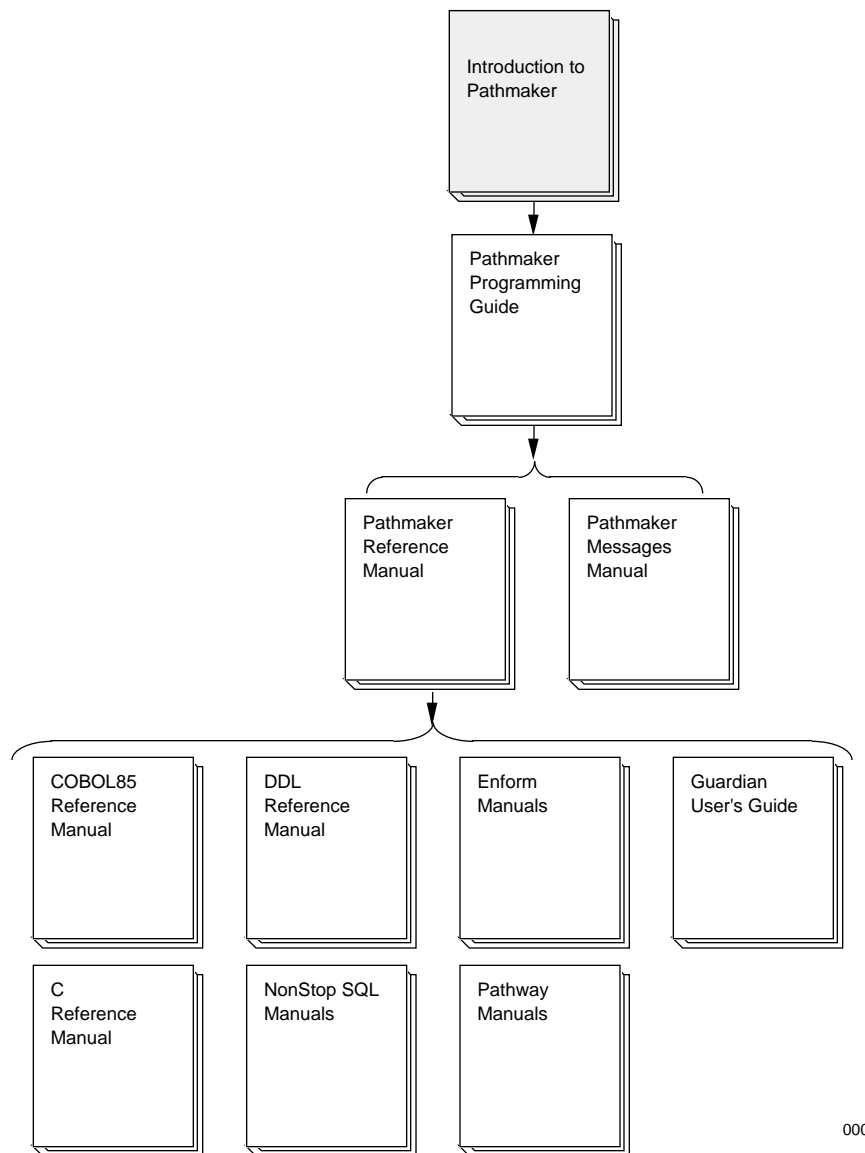 Introduction to
Pathmaker
Pathmaker
Programming
Guide
Pathmaker
Reference
Manual
Pathmaker
Messages
Manual
COBOL85
Reference
Manual
DDL
Reference
Manual
Enform
Manuals
Guardian
User's Guide
C
Reference
Manual
NonStop SQL
Manuals
Pathway
Manuals
000